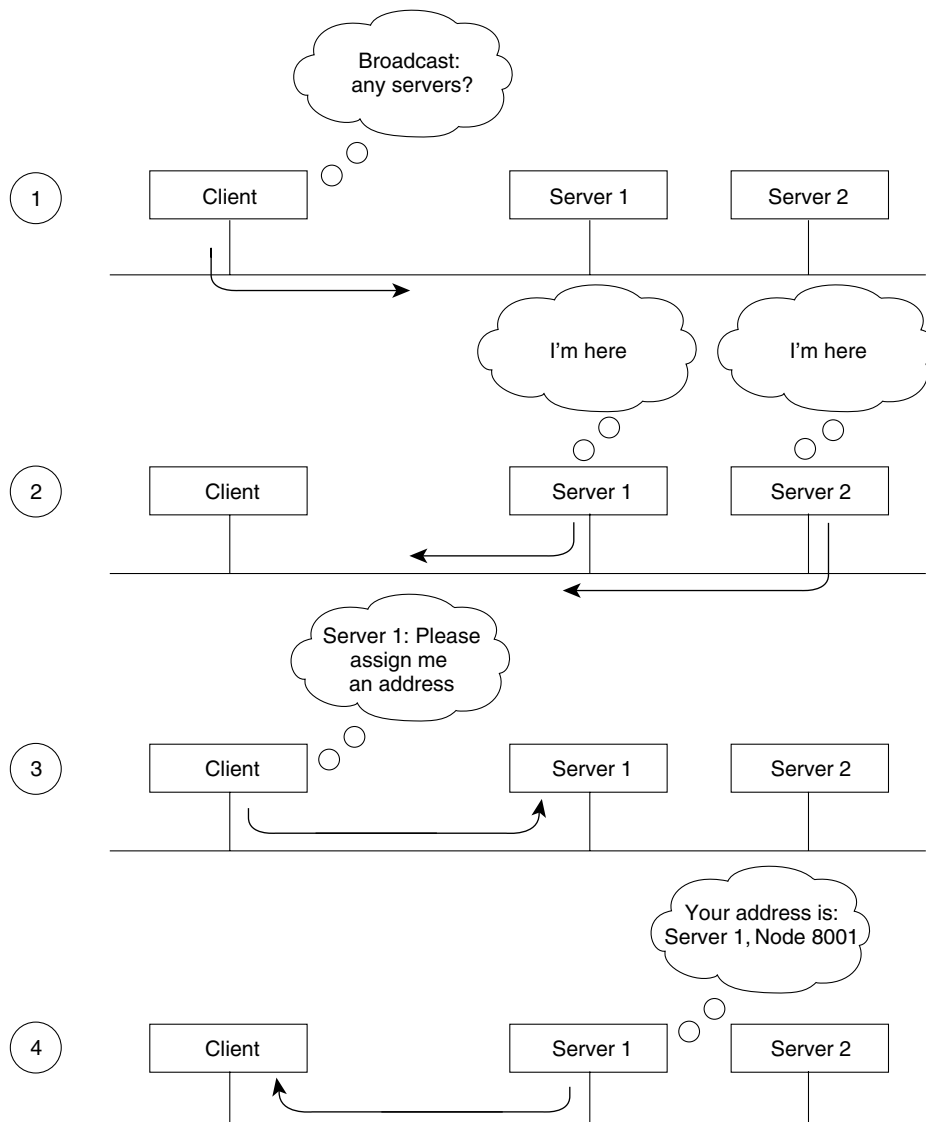 Broadcast:
any servers?
1
Client
Server 1
Server 2
I'm here
I'm here
2
Client
Server 1
Server 2
Server 1: Please
assign me
an address
3
Client
Server 1
Server 2
Your address is:
Server 1, Node 8001
4
Client
Server 1
Server 2